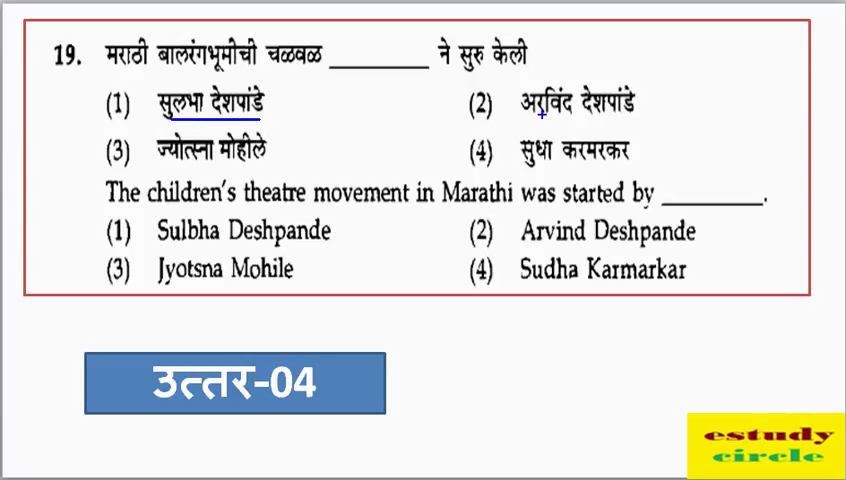 19. मराठी बालरंगभूमीची चळवळ ________ ने सुरु केली
(1) सुलभा देशपांडे (2) अरविंद देशपांडे
(3) ज्योत्स्ना मोहीले (4) सुधा करमरकर
The children's theatre movement in Marathi was started by ________.
(1) Sulbha Deshpande (2) Arvind Deshpande
(3) Jyotsna Mohile (4) Sudha Karmarkar
उत्तर-04
estudy
circle